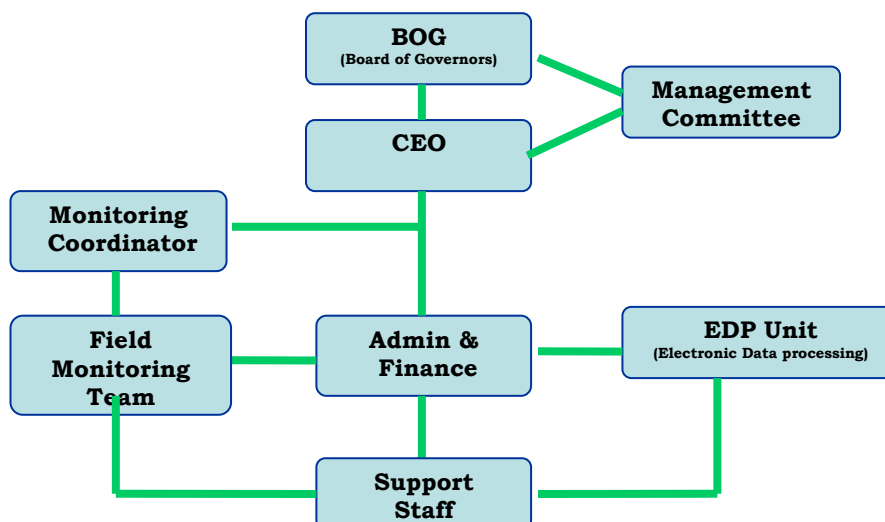 BOG
(Board of Governors)
Management
Committee
CEO
Monitoring
Coordinator
Field
Monitoring
Team
Admin &
Finance
EDP Unit
(Electronic Data processing)
Support
Staff